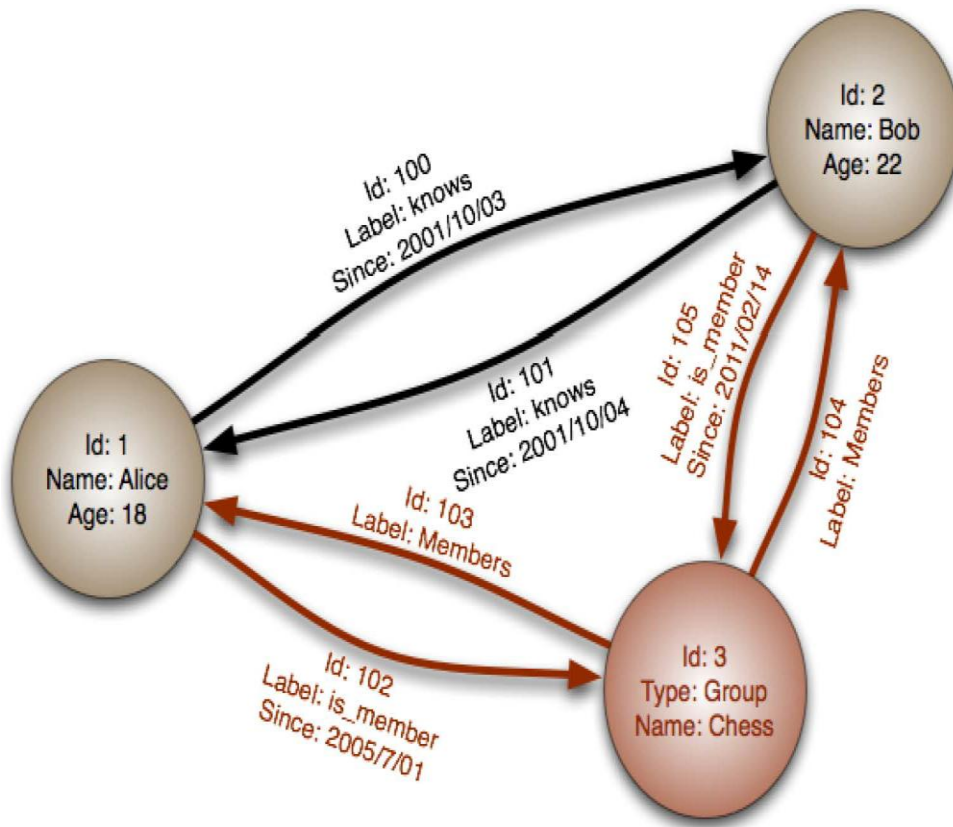 Id: 2
Name: Bob
Age: 22
Id: 100
Label: knows
Since: 2001/10/03
Id: 101
Label: knows
Since: 2001/10/04
Id: 105
Label: is_member
Since: 2011/02/14
Id: 104
Label: Members
Id: 1
Name: Alice
Age: 18
Id: 103
Label: Members
Id: 102
Label: is_member
Since: 2005/7/01
Id: 3
Type: Group
Name: Chess